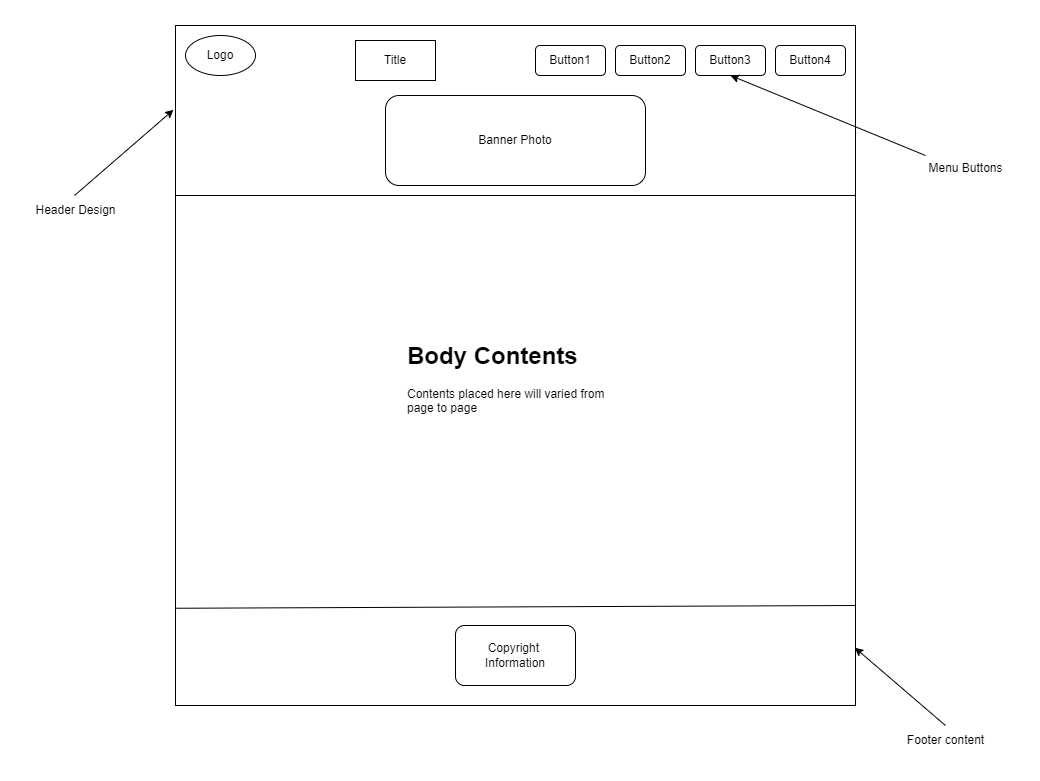 Logo
Title
Button1
Button2
Button3
Button4
Banner Photo
Menu Buttons
Header Design
Body Contents
Contents placed here will varied from
page to page
Copyright
Information
Footer content